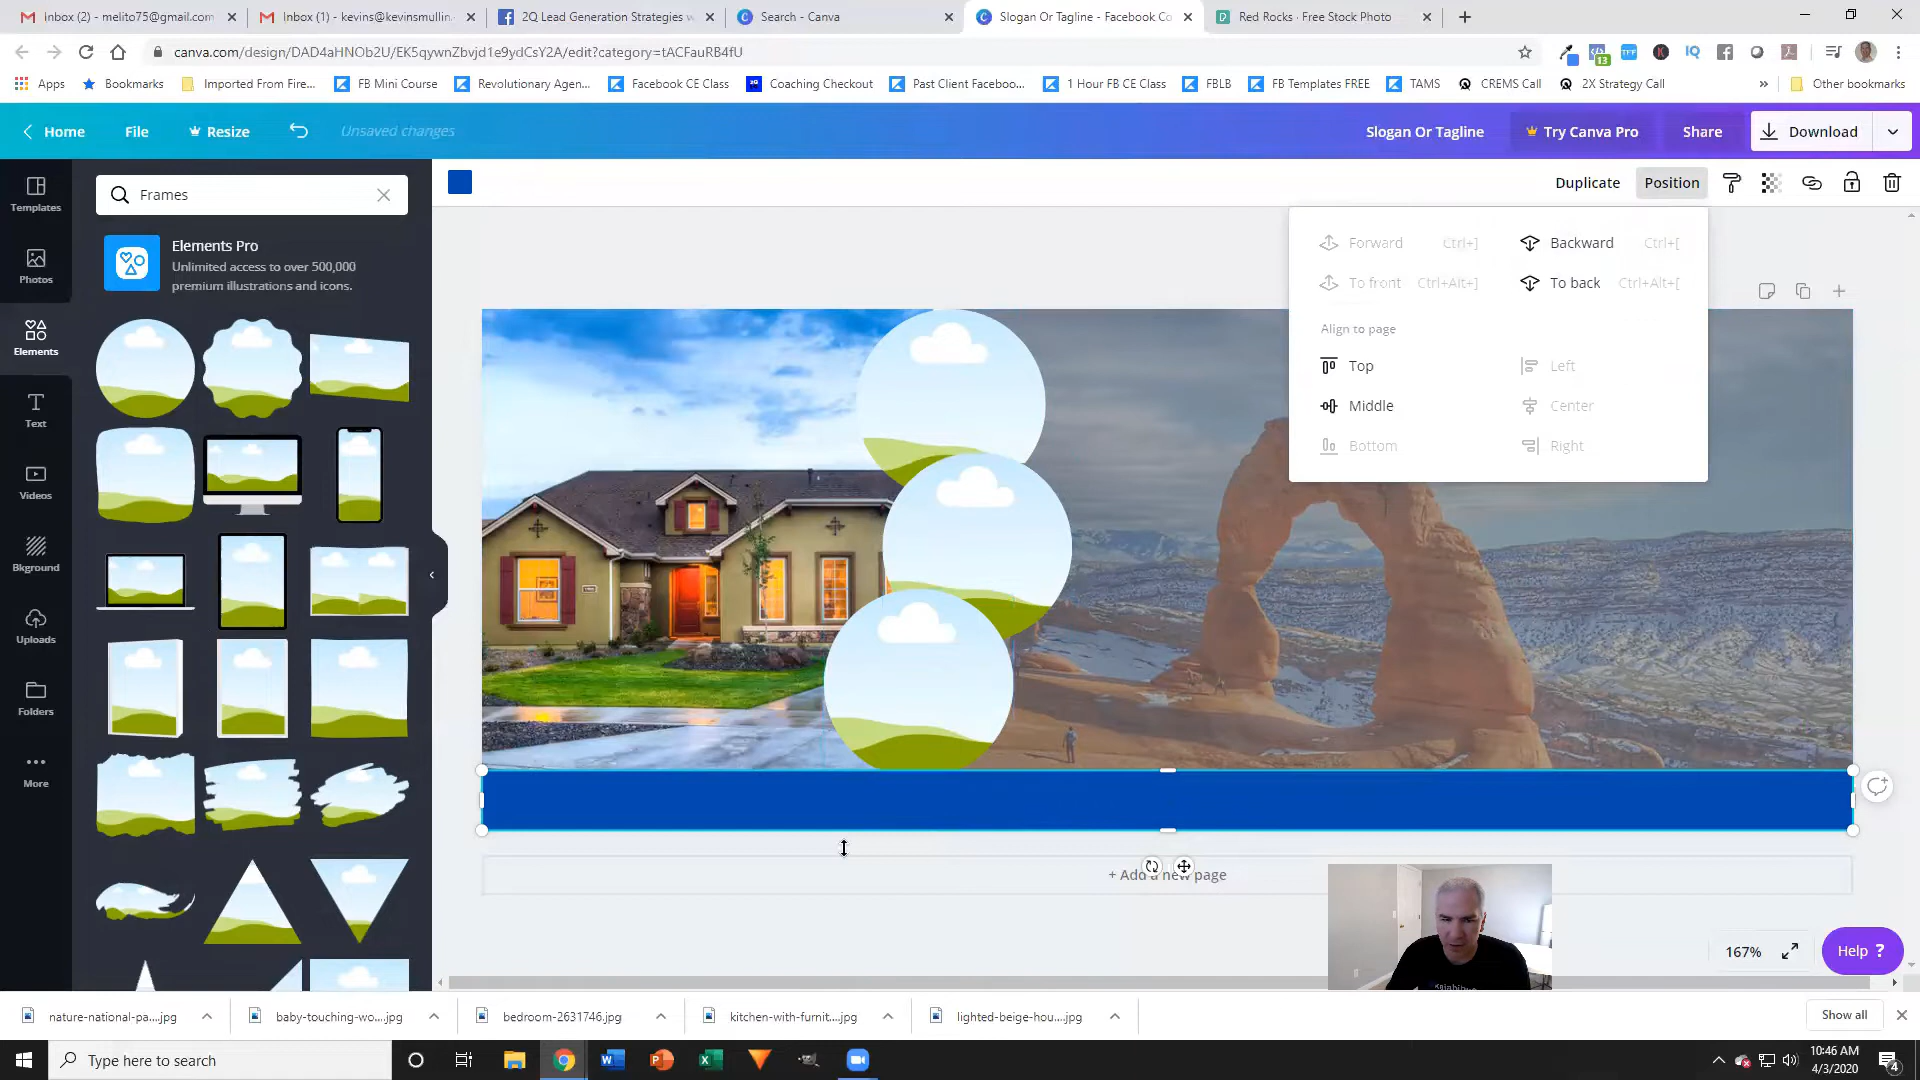 Inbox (2) - melito75@gmail.com
Inbox (1) - kevins@kevinsmullin.
2Q Lead Generation Strategies w
Search - Canva
Slogan Or Tagline - Facebook Co
Red Rocks · Free Stock Photo
canva.com/design/DAD4aHNOb2U/EK5qywnZbvjd1e9ydCsY2A/edit?category=tACFauRB4fU
13
Apps
Bookmarks
Imported From Fire...
FB Mini Course
Revolutionary Agen...
Facebook CE Class
Coaching Checkout
Past Client Faceboo...
1 Hour FB CE Class
FBLB
FB Templates FREE
TAMS
CREMS Call
2X Strategy Call
Other bookmarks
Home
File
Resize
Unsaved changes
Slogan Or Tagline
Try Canva Pro
Share
Download
Templates
Photos
Elements
Text
Videos
Bkground
Uploads
Folders
More
Frames
Elements Pro
Unlimited access to over 500,000
premium illustrations and icons.
Duplicate
Position
Forward Ctrl+]
Backward Ctrl+[
To front Ctrl+Alt+]
To back Ctrl+Alt+[
Align to page
Top
Left
Middle
Center
Bottom
Right
+ Add a new page
167%
Help ?
nature-national-pa....jpg
baby-touching-wo....jpg
bedroom-2631746.jpg
kitchen-with-furnit....jpg
lighted-beige-hou....jpg
Show all
Type here to search
10:46 AM
4/3/2020
4